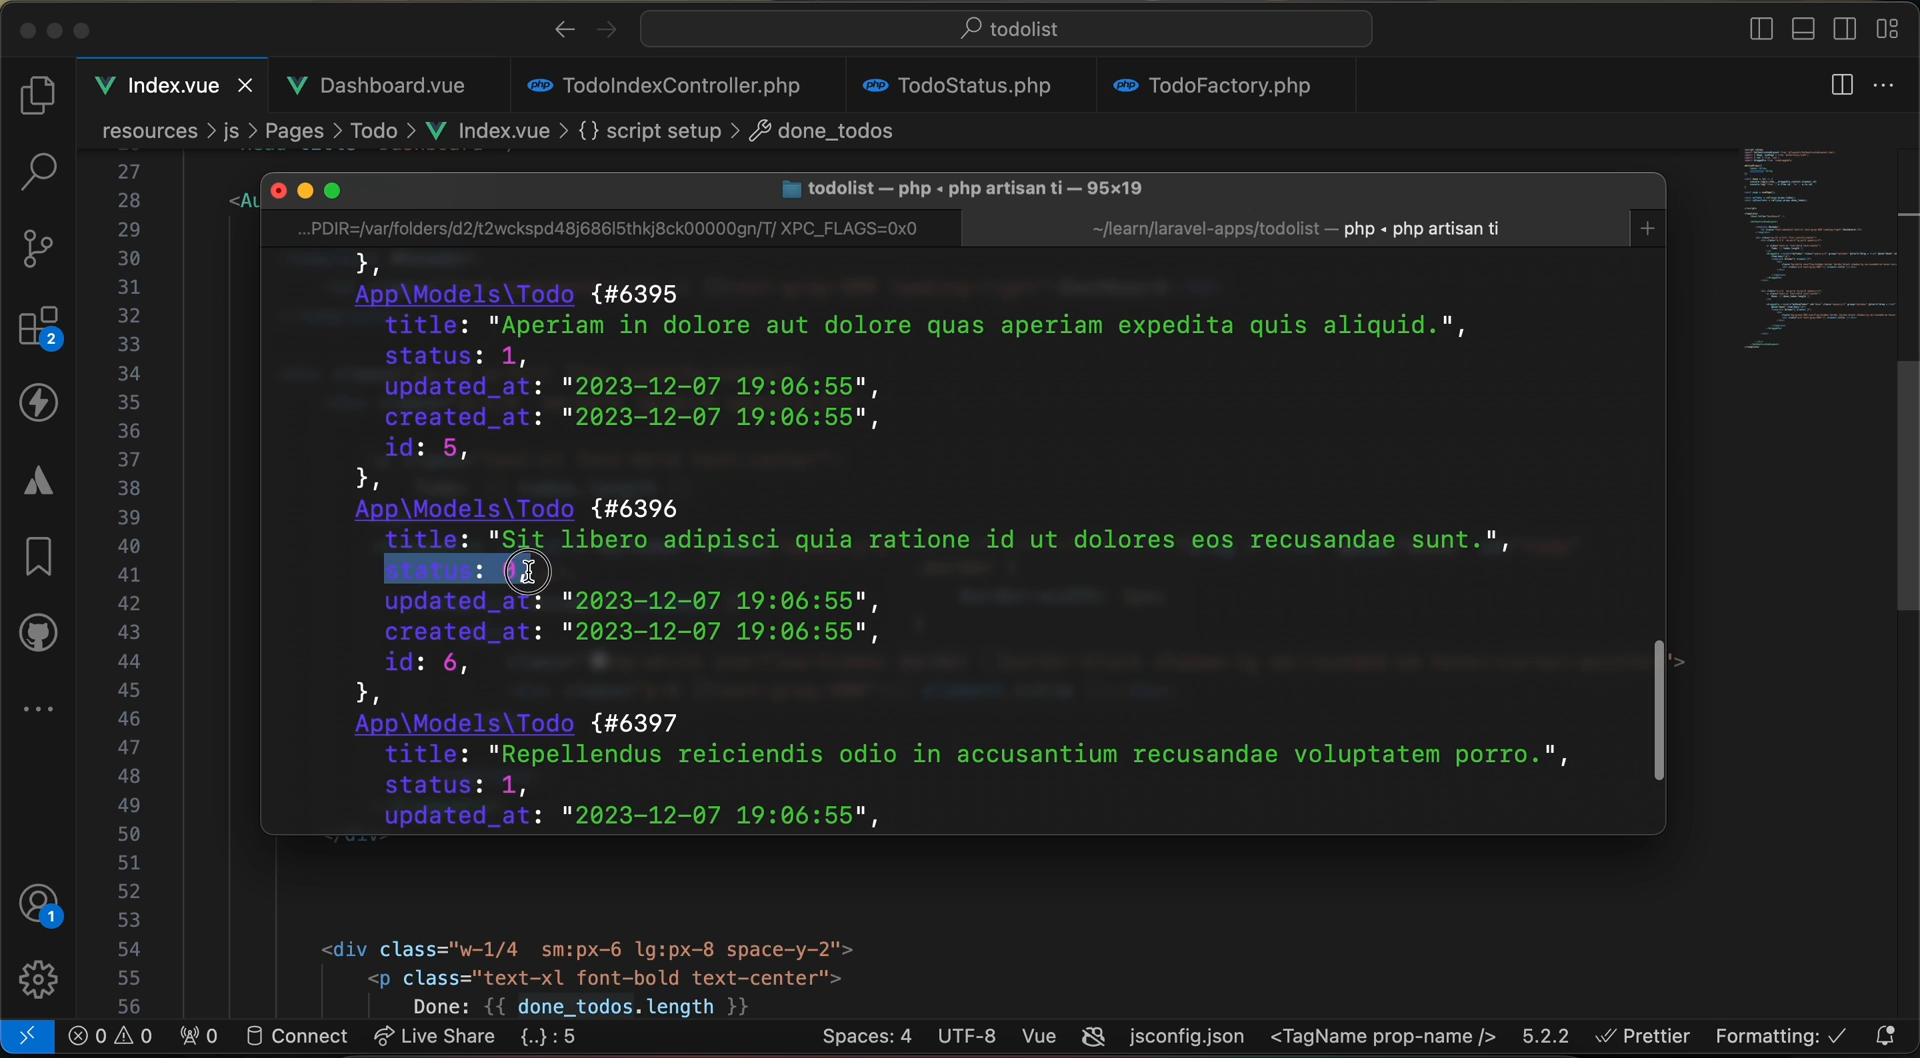 todolist
Index.vue
Dashboard.vue
TodoIndexController.php
TodoStatus.php
TodoFactory.php
resources > js > Pages > Todo > Index.vue > {} script setup > done_todos
27
28 <Au
29
30
31
32
33
34
35
36
37
38
39
40
41
42
43
44 '>
45
46
47
48
49
50
51
52
53
54 <div class="w-1/4  sm:px-6 lg:px-8 space-y-2">
55 <p class="text-xl font-bold text-center">
56 Done: {{ done_todos.length }}
todolist — php ◂ php artisan ti — 95×19
...PDIR=/var/folders/d2/t2wckspd48j686l5thkj8ck00000gn/T/ XPC_FLAGS=0x0
~/learn/laravel-apps/todolist — php ◂ php artisan ti
},
App\Models\Todo {#6395
title: "Aperiam in dolore aut dolore quas aperiam expedita quis aliquid.",
status: 1,
updated_at: "2023-12-07 19:06:55",
created_at: "2023-12-07 19:06:55",
id: 5,
},
App\Models\Todo {#6396
title: "Sit libero adipisci quia ratione id ut dolores eos recusandae sunt.",
status: 0,
updated_at: "2023-12-07 19:06:55",
created_at: "2023-12-07 19:06:55",
id: 6,
},
App\Models\Todo {#6397
title: "Repellendus reiciendis odio in accusantium recusandae voluptatem porro.",
status: 1,
updated_at: "2023-12-07 19:06:55",
2
1
0 0 0 Connect Live Share {..} : 5 Spaces: 4 UTF-8 Vue jsconfig.json <TagName prop-name /> 5.2.2 Prettier Formatting: ✓